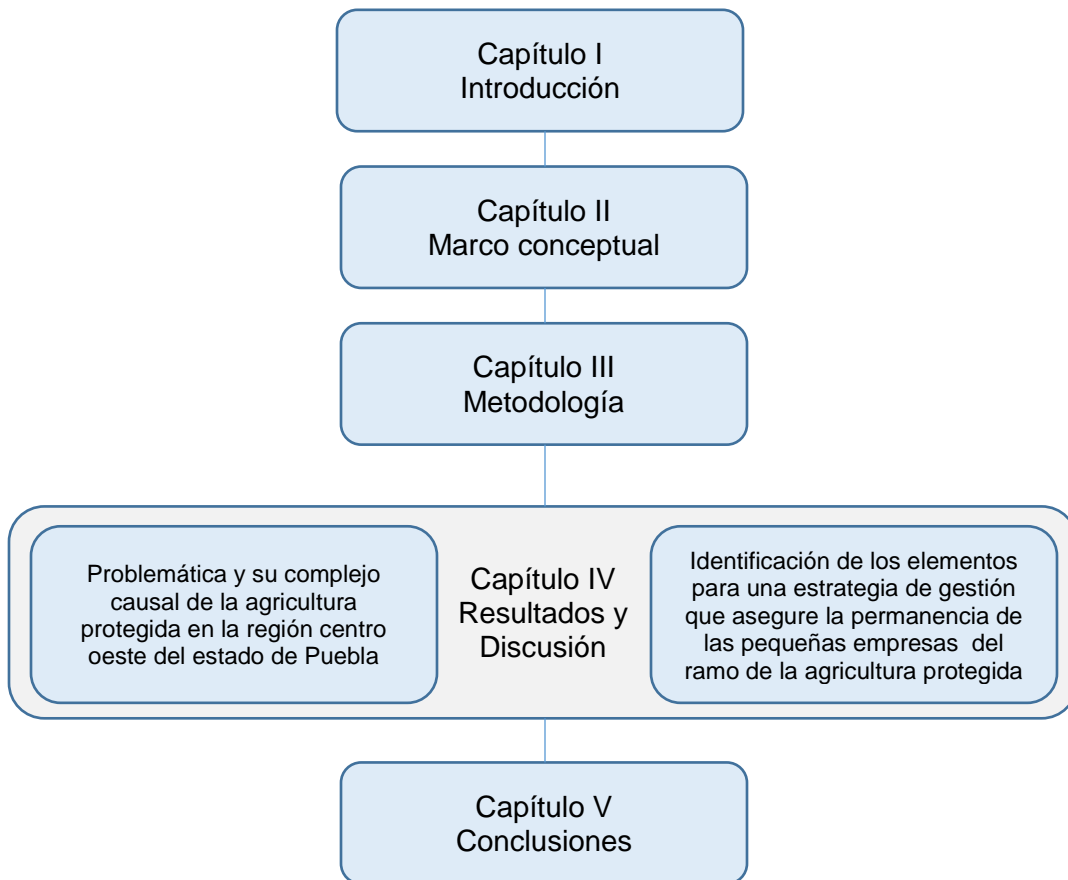 Capítulo I
Introducción
Capítulo II
Marco conceptual
Capítulo III
Metodología
Problemática y su complejo
causal de la agricultura
protegida en la región centro
oeste del estado de Puebla
Capítulo IV
Resultados y
Discusión
Identificación de los elementos
para una estrategia de gestión
que asegure la permanencia de
las pequeñas empresas del
ramo de la agricultura protegida
Capítulo V
Conclusiones